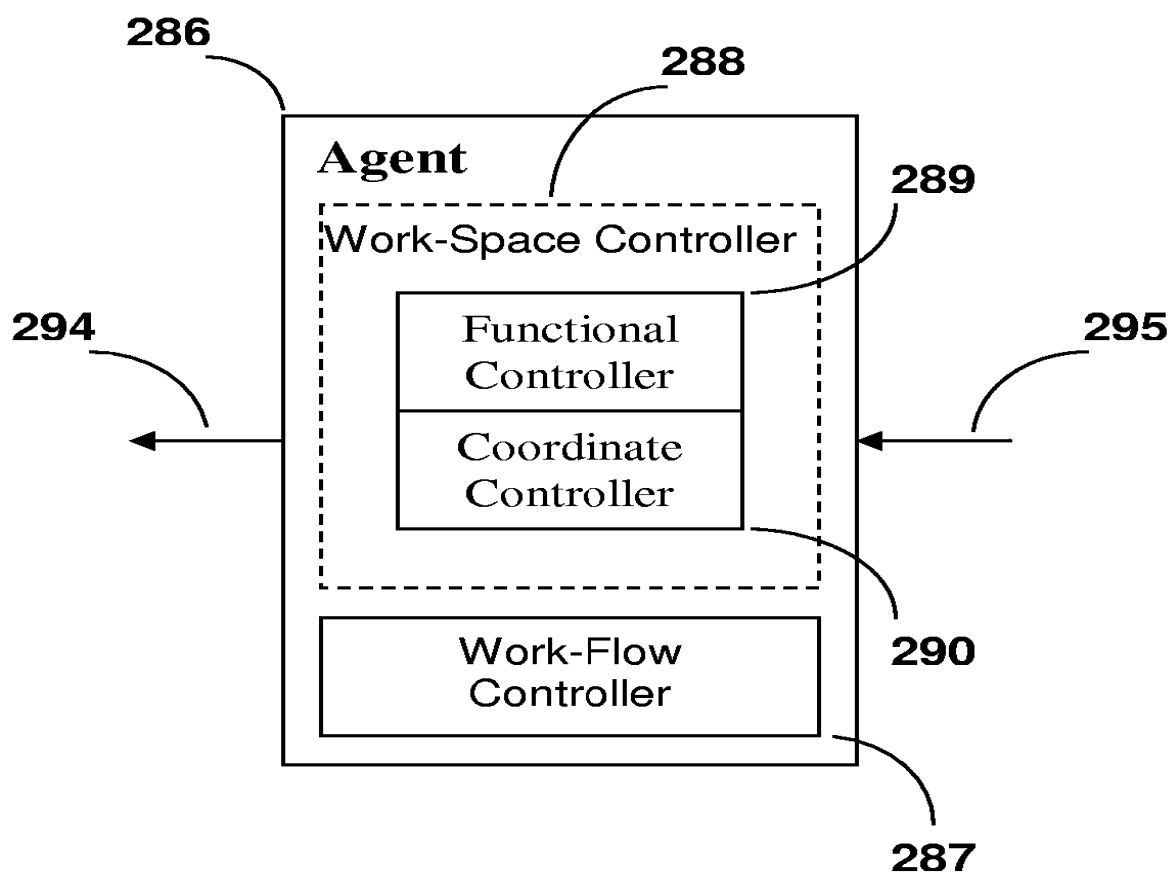 286
288
Agent
289
Work-Space Controller
294
Functional
Controller
295
Coordinate
Controller
290
Work-Flow
Controller
287